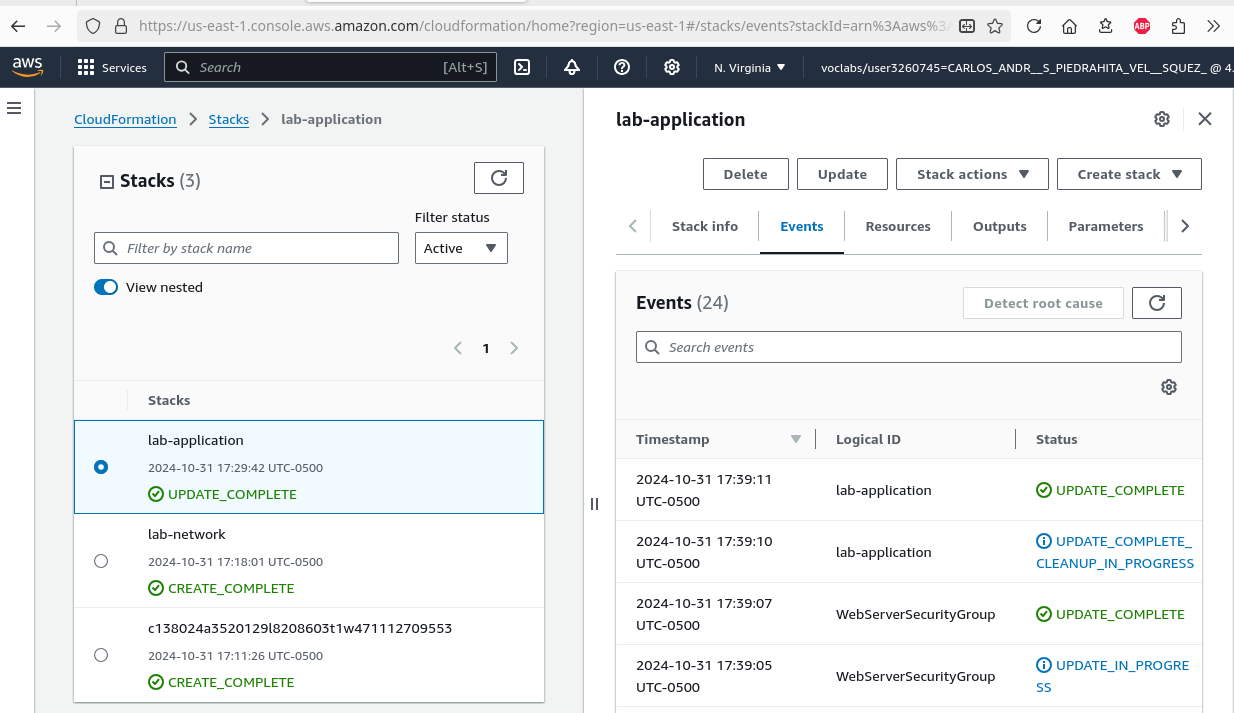 https://us-east-1.console.aws.amazon.com/cloudformation/home?region=us-east-1#/stacks/events?stackId=arn%3Aaws%3
ABP
aws
Services
Search
[Alt+S]
N. Virginia
voclabs/user3260745=CARLOS_ANDR__S_PIEDRAHITA_VEL__SQUEZ_ @ 4
CloudFormation
Stacks
lab-application
Stacks (3)
Filter status
Filter by stack name
Active
View nested
1
Stacks
lab-application
2024-10-31 17:29:42 UTC-0500
UPDATE_COMPLETE
lab-network
2024-10-31 17:18:01 UTC-0500
CREATE_COMPLETE
c138024a3520129l8208603t1w471112709553
2024-10-31 17:11:26 UTC-0500
CREATE_COMPLETE
lab-application
Delete
Update
Stack actions
Create stack
Stack info
Events
Resources
Outputs
Parameters
Events (24)
Detect root cause
Search events
Timestamp
Logical ID
Status
2024-10-31 17:39:11
UTC-0500
lab-application
UPDATE_COMPLETE
2024-10-31 17:39:10
UTC-0500
lab-application
UPDATE_COMPLETE_
CLEANUP_IN_PROGRESS
2024-10-31 17:39:07
UTC-0500
WebServerSecurityGroup
UPDATE_COMPLETE
2024-10-31 17:39:05
UTC-0500
WebServerSecurityGroup
UPDATE_IN_PROGRE
SS